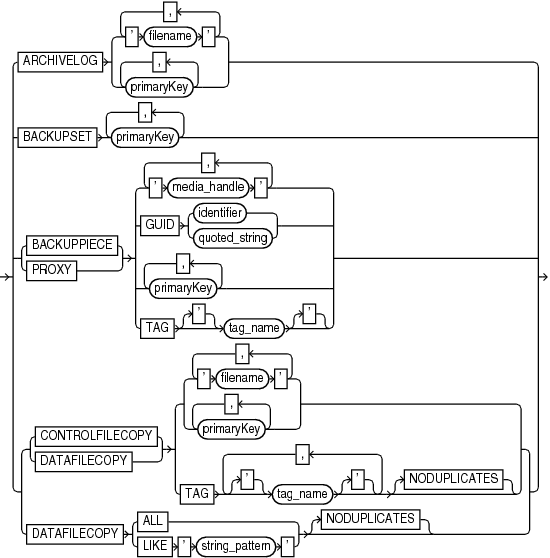 ,
' filename '
ARCHIVELOG
,
primaryKey
,
BACKUPSET primaryKey
,
' media_handle '
identifier
GUID
quoted_string
BACKUPPIECE
PROXY
,
primaryKey
' '
TAG tag_name
,
' filename '
,
primaryKey
CONTROLFILECOPY
DATAFILECOPY
,
' ' NODUPLICATES
TAG tag_name
ALL NODUPLICATES
DATAFILECOPY
LIKE ' string_pattern '